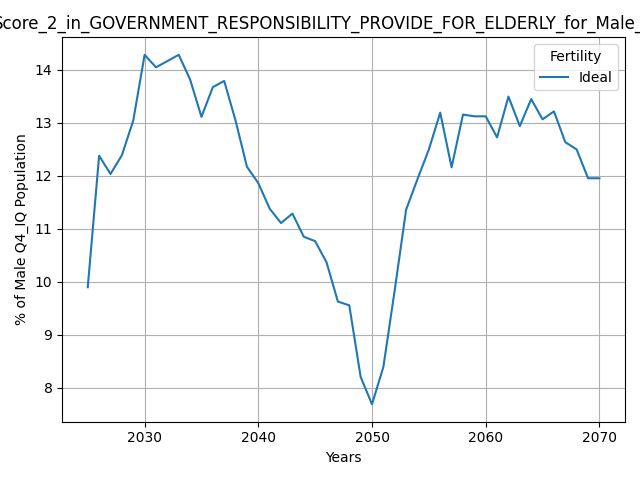 Score_2_in_GOVERNMENT_RESPONSIBILITY_PROVIDE_FOR_ELDERLY_for_Male_
Fertility
Ideal
14
13
12
11
10
9
8
% of Male Q4_IQ Population
2030
2040
2050
2060
2070
Years